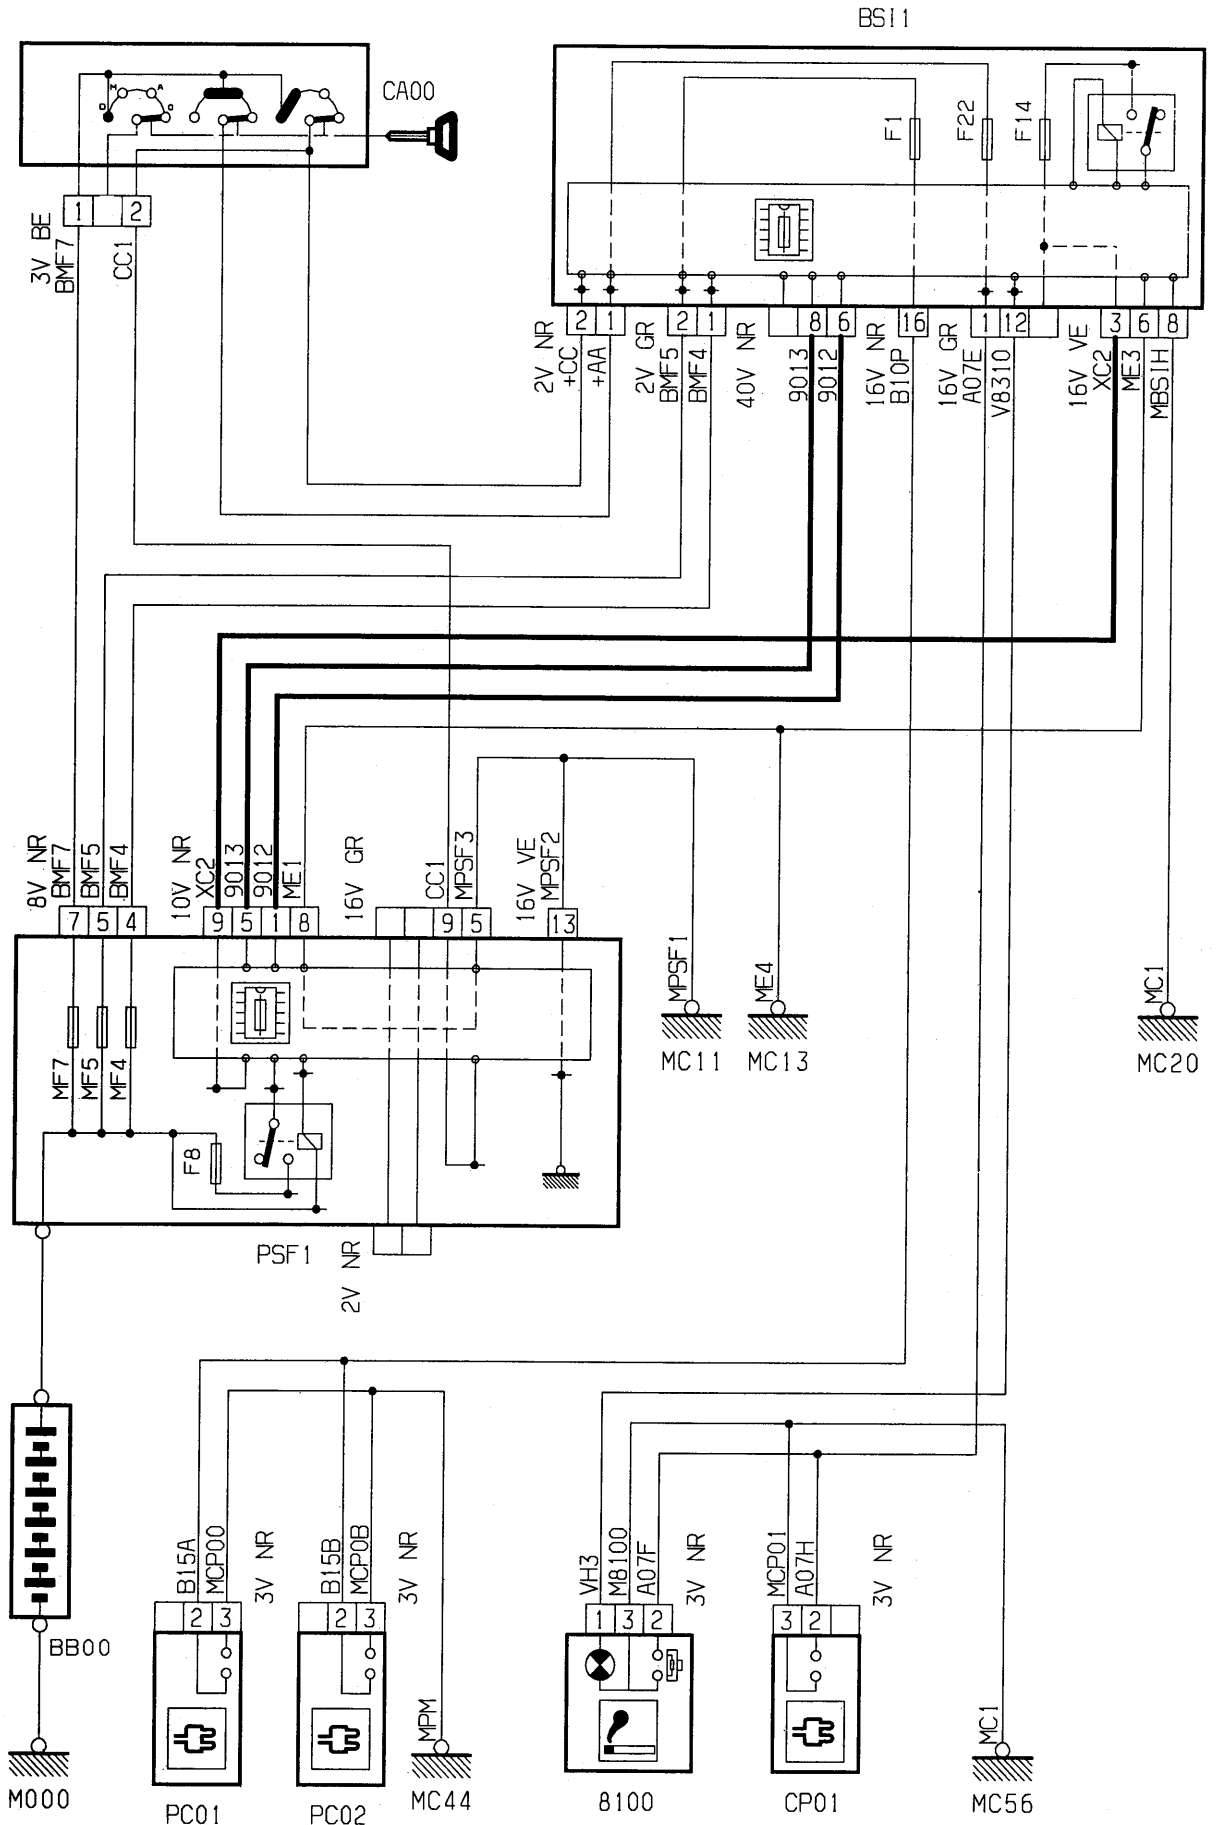 BSI1
CA00
M
A
D
F1
F22
F14
1
2
3V BE
BMF7
CC1
2
1
2
1
8
6
16
1
12
3
6
8
2V NR
+CC
+AA
2V GR
BMF5
BMF4
40V NR
9013
9012
16V NR
B10P
16V GR
A07E
V8310
16V VE
XC2
ME3
MBSIH
8V NR
BMF7
BMF5
BMF4
10V NR
XC2
9013
9012
ME1
16V GR
CC1
MPSF3
16V VE
MPSF2
7
5
4
9
5
1
8
9
5
13
MPSF1
MC11
ME4
MC13
MC1
MC20
MF7
MF5
MF4
F8
PSF1
2V NR
BB00
M000
B15A
MCP00
3V NR
2
3
PC01
B15B
MCP0B
3V NR
2
3
PC02
MPM
MC44
VH3
M8100
A07F
3V NR
1
3
2
8100
MCP01
A07H
3V NR
3
2
CP01
MC1
MC56